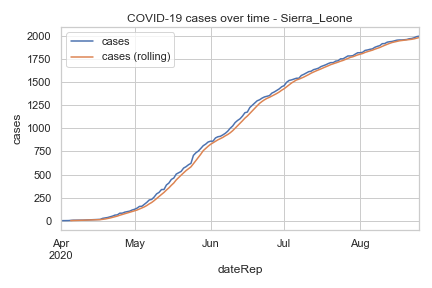 COVID-19 cases over time - Sierra_Leone
cases
cases (rolling)
cases
2000
1750
1500
1250
1000
750
500
250
0
Apr
2020
May
Jun
Jul
Aug
dateRep